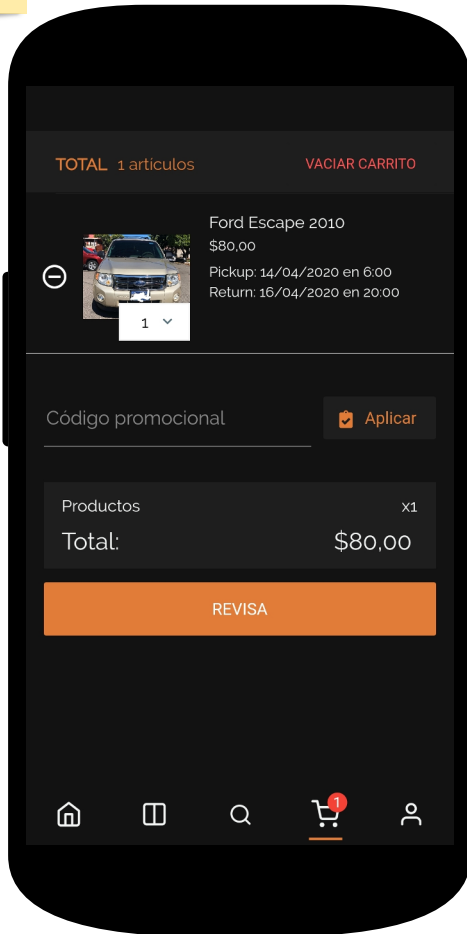 TOTAL 1 articulos
VACIAR CARRITO
Ford Escape 2010
$80,00
Pickup: 14/04/2020 en 6:00
Return: 16/04/2020 en 20:00
1
Código promocional
Aplicar
Productos x1
Total: $80,00
REVISA
1